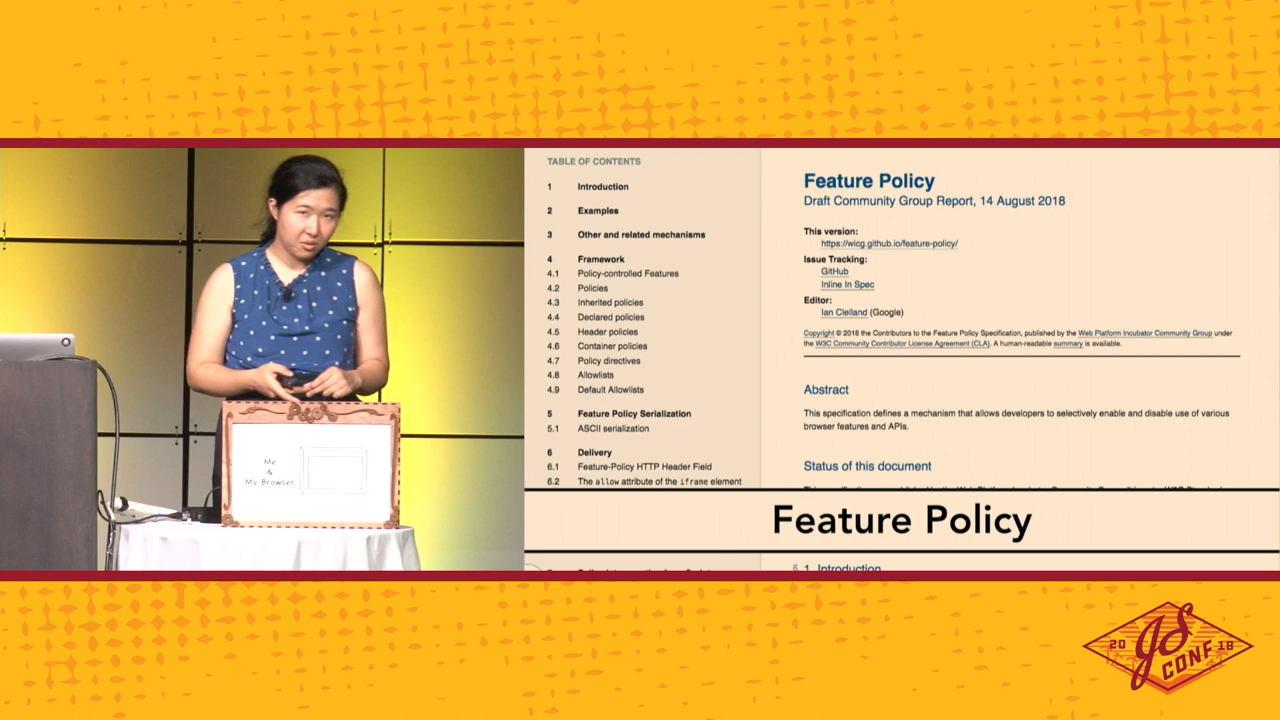 Me
&
My Browser
TABLE OF CONTENTS
1 Introduction
2 Examples
3 Other and related mechanisms
4 Framework
4.1 Policy-controlled Features
4.2 Policies
4.3 Inherited policies
4.4 Declared policies
4.5 Header policies
4.6 Container policies
4.7 Policy directives
4.8 Allowlists
4.9 Default Allowlists
5 Feature Policy Serialization
5.1 ASCII serialization
6 Delivery
6.1 Feature-Policy HTTP Header Field
6.2 The allow attribute of the iframe element
Feature Policy
Draft Community Group Report, 14 August 2018
This version:
https://wicg.github.io/feature-policy/
Issue Tracking:
GitHub
Inline In Spec
Editor:
Ian Clelland (Google)
Copyright © 2018 the Contributors to the Feature Policy Specification, published by the Web Platform Incubator Community Group under
the W3C Community Contributor License Agreement (CLA). A human-readable summary is available.
Abstract
This specification defines a mechanism that allows developers to selectively enable and disable use of various
browser features and APIs.
Status of this document
Feature Policy
§ 1. Introduction
20 JS CONF 18